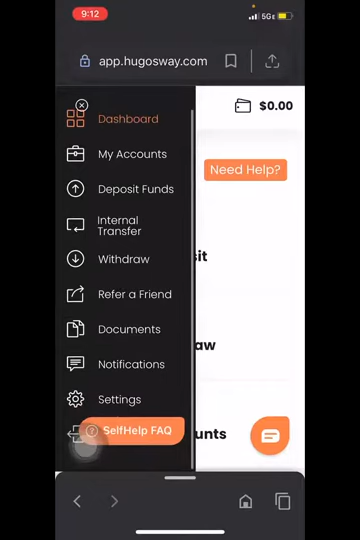 9:12
5GE
app.hugosway.com
Dashboard
$0.00
My Accounts
Need Help?
Deposit Funds
Internal
Transfer
sit
Withdraw
Refer a Friend
Documents
aw
Notifications
Settings
SelfHelp FAQ
unts